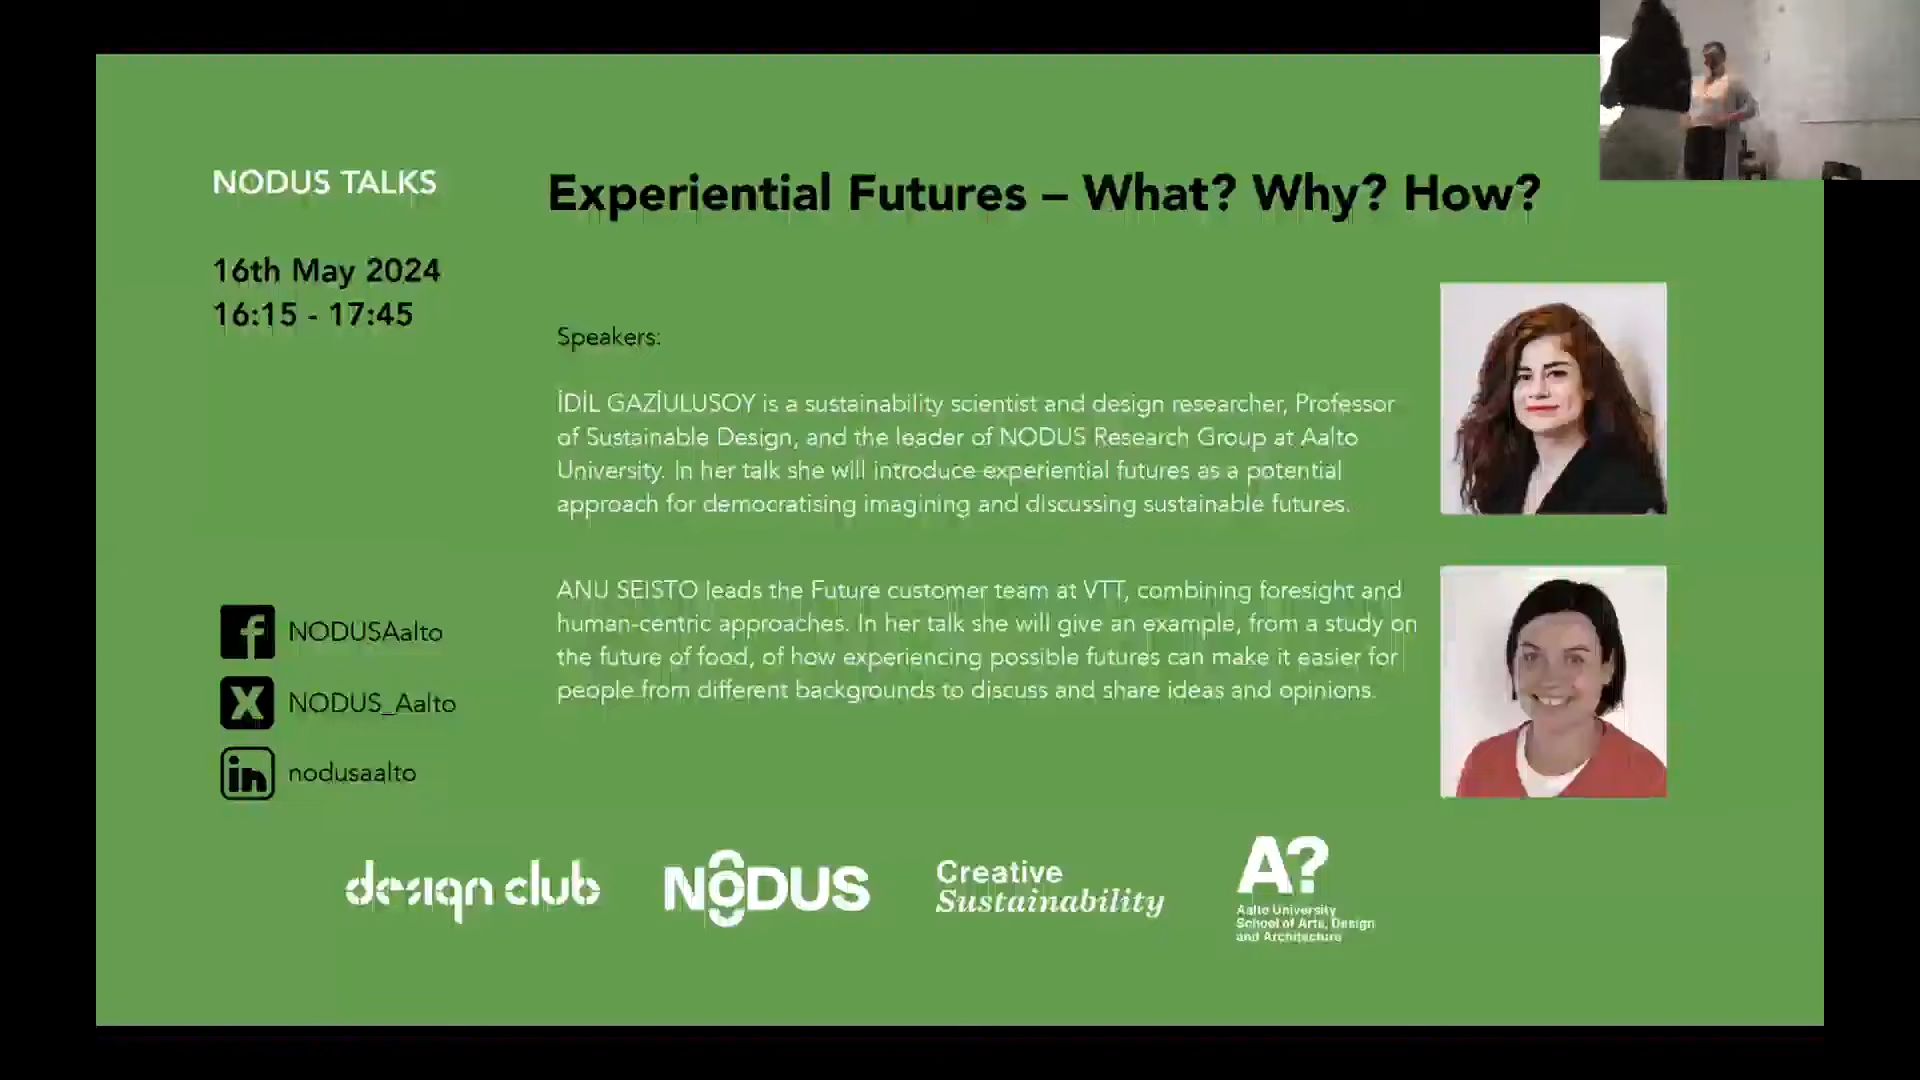 NODUS TALKS
16th May 2024
16:15 - 17:45
Experiential Futures – What? Why? How?
Speakers:
İDİL GAZİULUSOY is a sustainability scientist and design researcher, Professor
of Sustainable Design, and the leader of NODUS Research Group at Aalto
University. In her talk she will introduce experiential futures as a potential
approach for democratising imagining and discussing sustainable futures.
ANU SEISTO leads the Future customer team at VTT, combining foresight and
human-centric approaches. In her talk she will give an example, from a study on
the future of food, of how experiencing possible futures can make it easier for
people from different backgrounds to discuss and share ideas and opinions.
NODUSAalto
NODUS_Aalto
nodusaalto
design club
NODUS
Creative
Sustainability
A?
Aalto University
School of Arts, Design
and Architecture